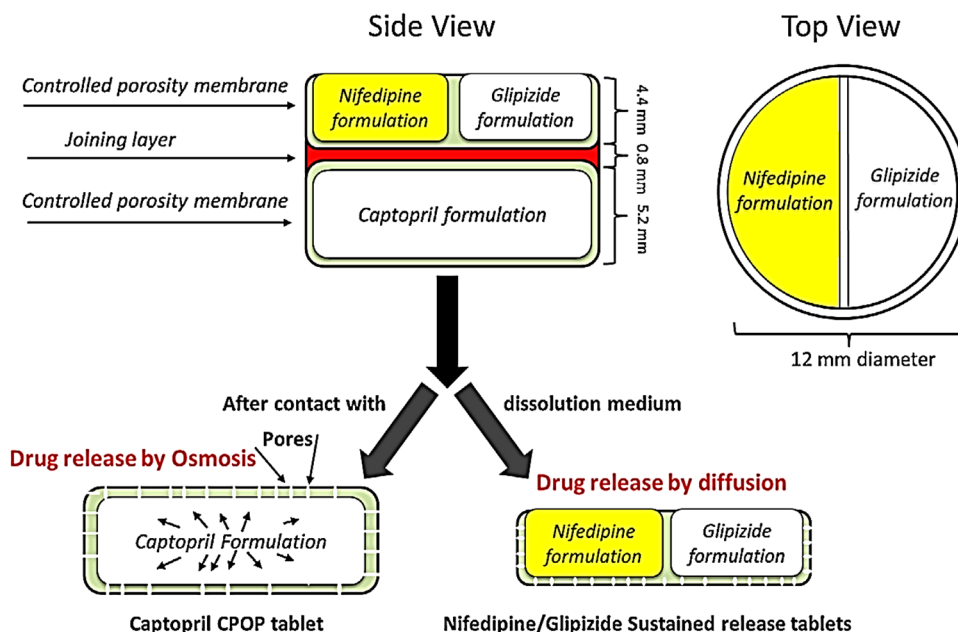 Side View
Top View
Controlled porosity membrane
Joining layer
Controlled porosity membrane
Nifedipine
formulation
Glipizide
formulation
Captopril formulation
4.4 mm
0.8 mm
5.2 mm
Nifedipine
formulation
Glipizide
formulation
12 mm diameter
After contact with
dissolution medium
Pores
Drug release by Osmosis
Captopril Formulation
Captopril CPOP tablet
Drug release by diffusion
Nifedipine
formulation
Glipizide
formulation
Nifedipine/Glipizide Sustained release tablets